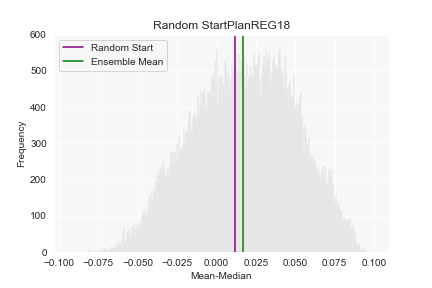 Random StartPlanREG18
Random Start
Ensemble Mean
Frequency
600
500
400
300
200
100
0
−0.100 −0.075 −0.050 −0.025 0.000 0.025 0.050 0.075 0.100
Mean-Median